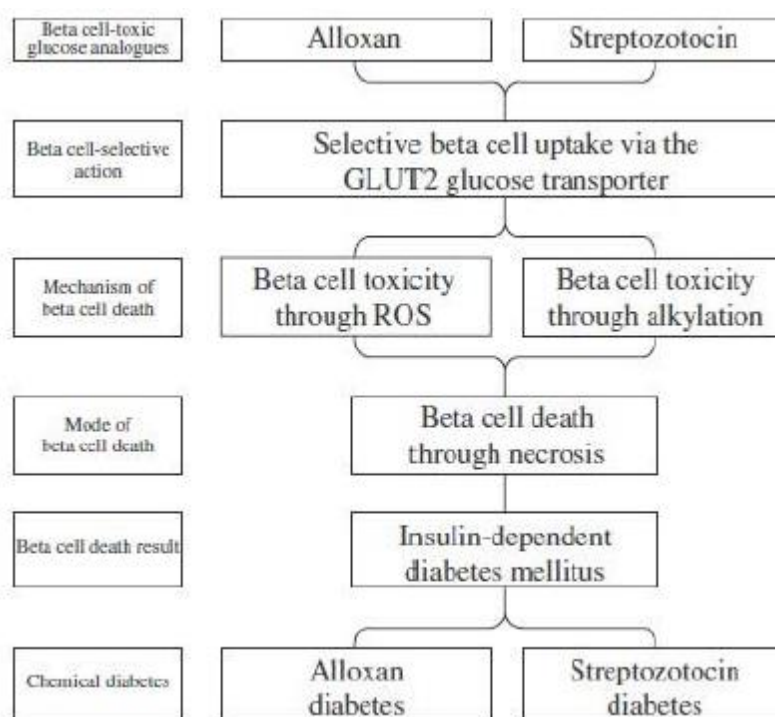 Beta cell-toxic
glucose analogues
Alloxan
Streptozotocin
Beta cell-selective
action
Selective beta cell uptake via the
GLUT2 glucose transporter
Mechanism of
beta cell death
Beta cell toxicity
through ROS
Beta cell toxicity
through alkylation
Mode of
beta cell death
Beta cell death
through necrosis
Beta cell death result
Insulin-dependent
diabetes mellitus
Chemical diabetes
Alloxan
diabetes
Streptozotocin
diabetes